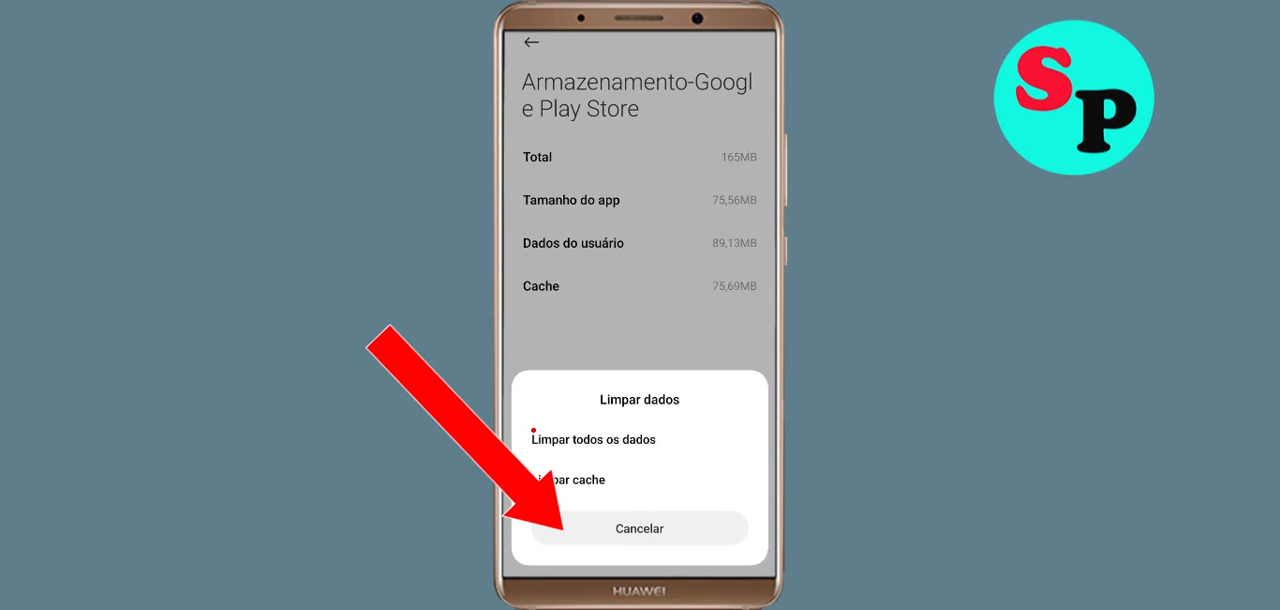 Armazenamento-Googl
e Play Store
Total 165MB
Tamanho do app 75,56MB
Dados do usuário 89,13MB
Cache 75,69MB
Limpar dados
Limpar todos os dados
cache
Cancelar
HUAWEI
SP